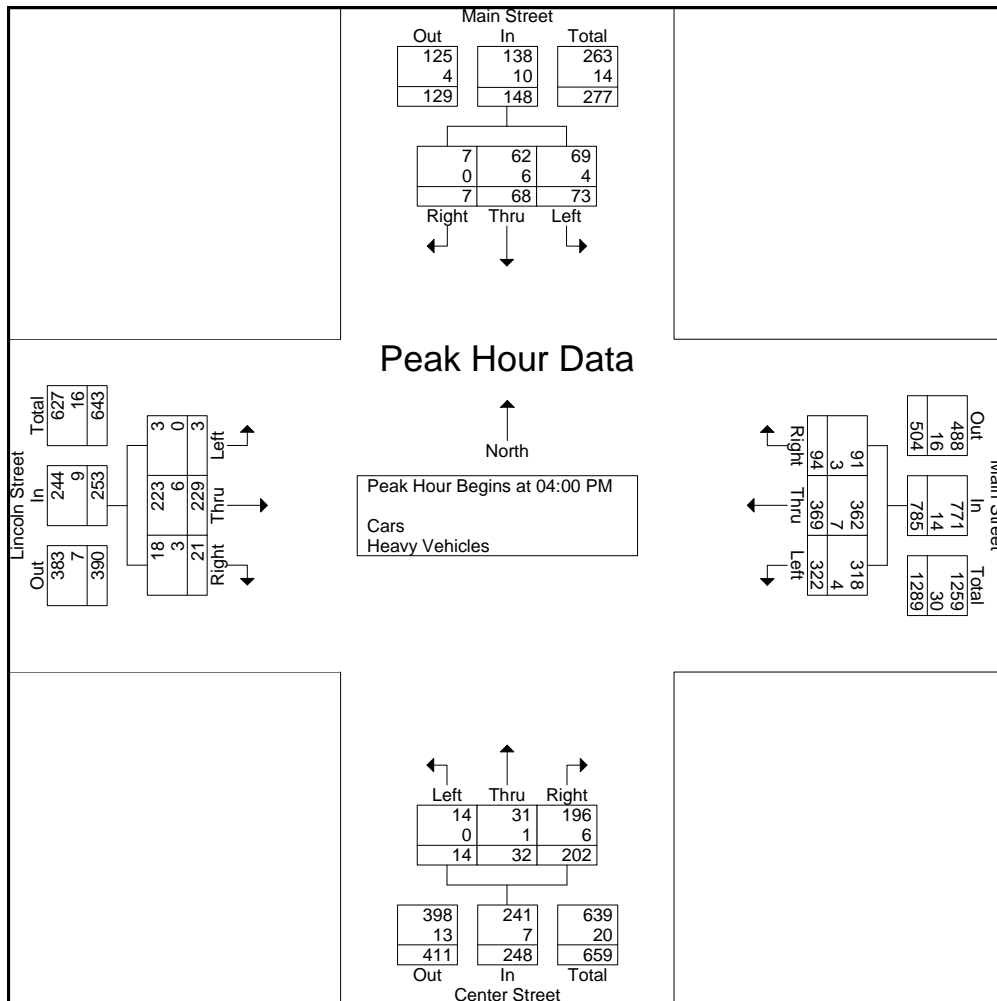 Main Street
Out In Total
125 138 263
4 10 14
129 148 277
7 62 69
0 6 4
7 68 73
Right Thru Left
Peak Hour Data
North
Peak Hour Begins at 04:00 PM
Cars
Heavy Vehicles
Lincoln Street
Total In Out
627 244 383
16 9 7
643 253 390
3 223 18
0 6 3
3 229 21
Left Thru Right
Main Street
Out In Total
488 771 1259
16 14 30
504 785 1289
91 362 318
3 7 4
94 369 322
Right Thru Left
Left Thru Right
14 31 196
0 1 6
14 32 202
398 241 639
13 7 20
411 248 659
Out In Total
Center Street